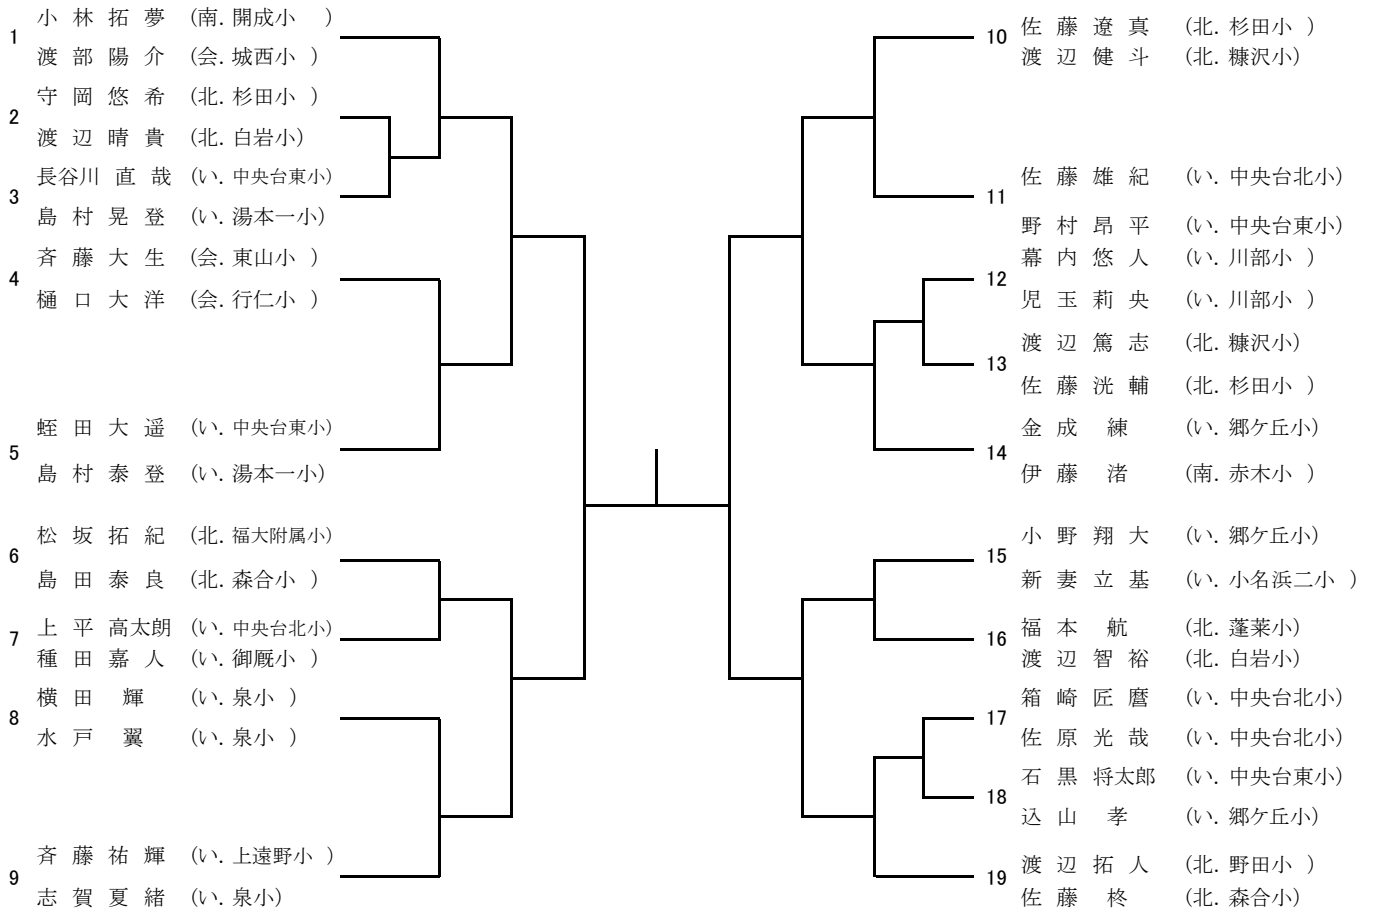 1
小 林 拓 夢 (南. 開成小 )
渡 部 陽 介 (会. 城西小 )
2
守 岡 悠 希 (北. 杉田小 )
渡 辺 晴 貴 (北. 白岩小)
3
長谷川 直 哉 (い. 中央台東小)
島 村 晃 登 (い. 湯本一小)
4
斉 藤 大 生 (会. 東山小 )
樋 口 大 洋 (会. 行仁小 )
5
蛭 田 大 遥 (い. 中央台東小)
島 村 泰 登 (い. 湯本一小)
6
松 坂 拓 紀 (北. 福大附属小)
島 田 泰 良 (北. 森合小 )
7
上 平 高太朗 (い. 中央台北小)
種 田 嘉 人 (い. 御厩小 )
8
横 田 輝 (い. 泉小 )
水 戸 翼 (い. 泉小 )
9
斉 藤 祐 輝 (い. 上遠野小 )
志 賀 夏 緒 (い. 泉小)
10
佐 藤 遼 真 (北. 杉田小 )
渡 辺 健 斗 (北. 糠沢小)
11
佐 藤 雄 紀 (い. 中央台北小)
野 村 昂 平 (い. 中央台東小)
12
幕 内 悠 人 (い. 川部小 )
児 玉 莉 央 (い. 川部小 )
13
渡 辺 篤 志 (北. 糠沢小)
佐 藤 洸 輔 (北. 杉田小 )
14
金 成 練 (い. 郷ケ丘小)
伊 藤 渚 (南. 赤木小 )
15
小 野 翔 大 (い. 郷ケ丘小)
新 妻 立 基 (い. 小名浜二小 )
16
福 本 航 (北. 蓬莱小)
渡 辺 智 裕 (北. 白岩小)
17
箱 崎 匠 麿 (い. 中央台北小)
佐 原 光 哉 (い. 中央台北小)
18
石 黒 将太郎 (い. 中央台東小)
込 山 孝 (い. 郷ケ丘小)
19
渡 辺 拓 人 (北. 野田小 )
佐 藤 柊 (北. 森合小)